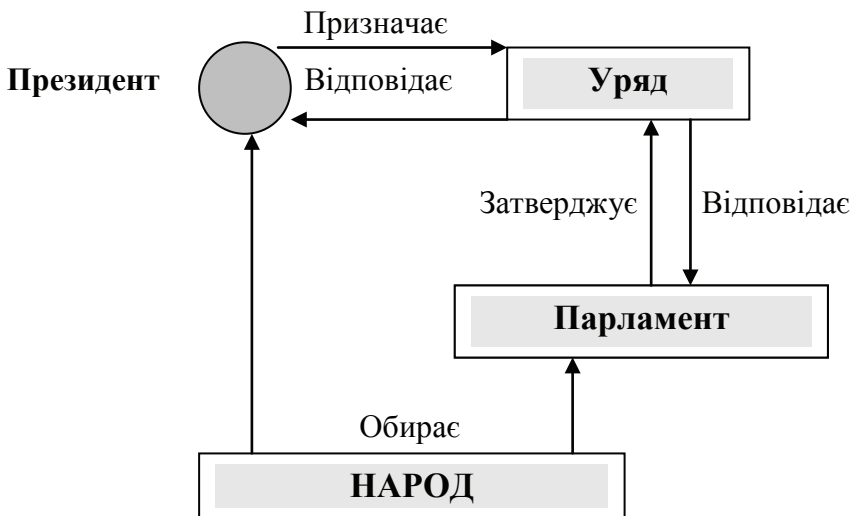 Призначає
Президент
Відповідає
Уряд
Затверджує
Відповідає
Парламент
Обирає
НАРОД